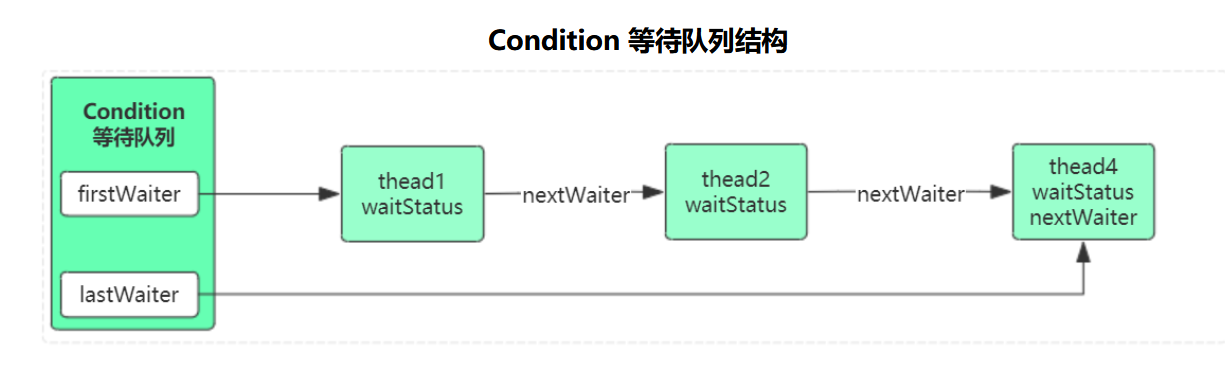 Condition 等待队列结构
Condition
等待队列
firstWaiter
thead1
waitStatus
nextWaiter
thead2
waitStatus
nextWaiter
thead4
waitStatus
nextWaiter
lastWaiter